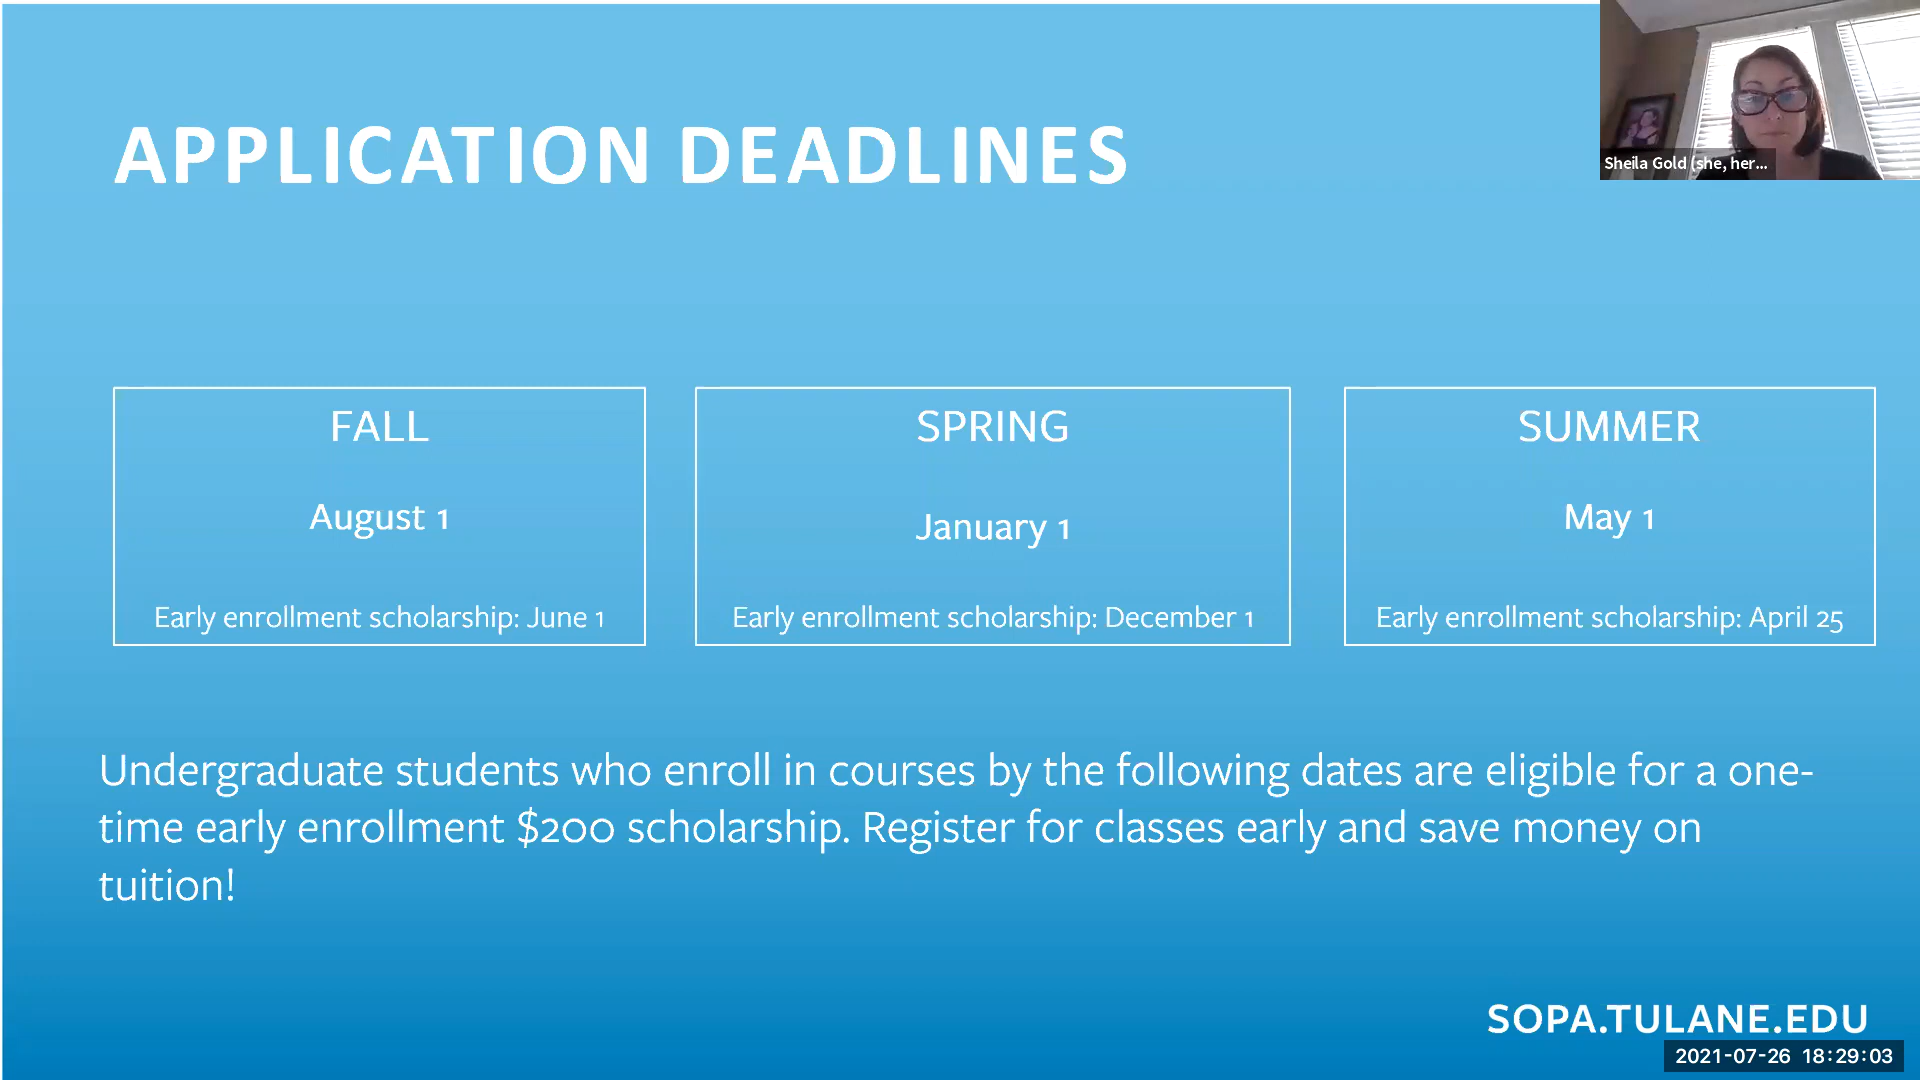 APPLICATION DEADLINES
Sheila Gold (she, her...
FALL
August 1
Early enrollment scholarship: June 1
SPRING
January 1
Early enrollment scholarship: December 1
SUMMER
May 1
Early enrollment scholarship: April 25
Undergraduate students who enroll in courses by the following dates are eligible for a one-
time early enrollment $200 scholarship. Register for classes early and save money on
tuition!
SOPA.TULANE.EDU
2021-07-26 18:29:03